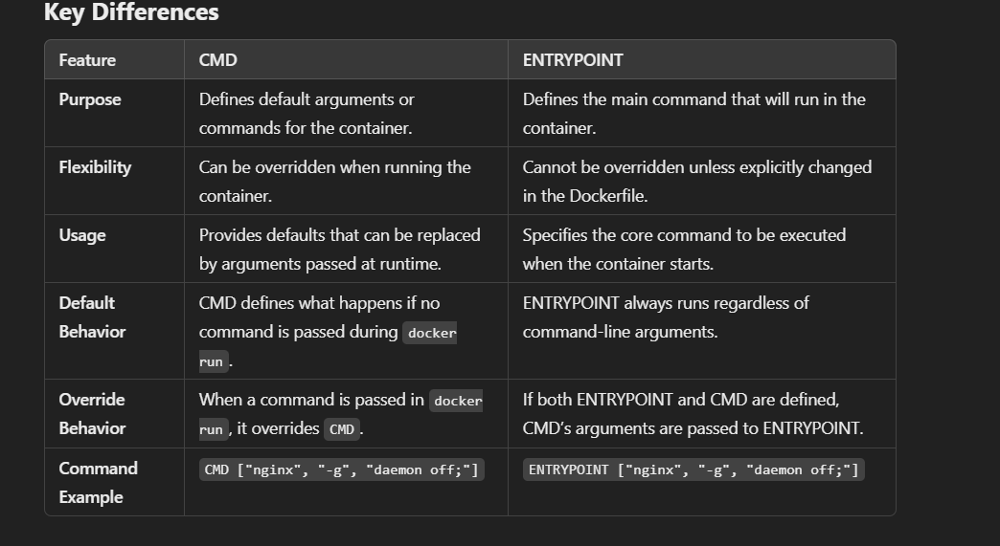 Key Differences
Feature CMD ENTRYPOINT
Purpose Defines default arguments or Defines the main command that will run in the
commands for the container. container.
Flexibility Can be overridden when running the Cannot be overridden unless explicitly changed
container. in the Dockerfile.
Usage Provides defaults that can be replaced Specifies the core command to be executed
by arguments passed at runtime. when the container starts.
Default CMD defines what happens if no ENTRYPOINT always runs regardless of
Behavior command is passed during docker command-line arguments.
run .
Override When a command is passed in docker If both ENTRYPOINT and CMD are defined,
Behavior run , it overrides CMD . CMD's arguments are passed to ENTRYPOINT.
Command CMD ["nginx", "-g", "daemon off;"] ENTRYPOINT ["nginx", "-g", "daemon off;"]
Example